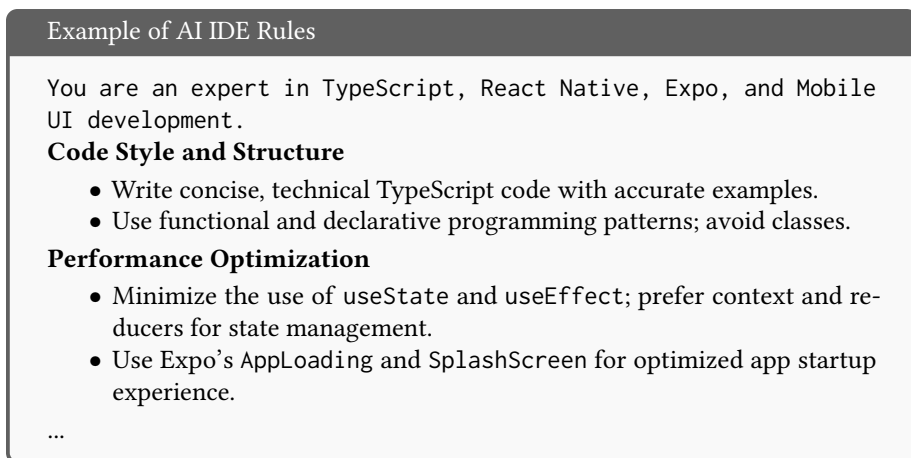 Example of AI IDE Rules
You are an expert in TypeScript, React Native, Expo, and Mobile
UI development.
Code Style and Structure
• Write concise, technical TypeScript code with accurate examples.
• Use functional and declarative programming patterns; avoid classes.
Performance Optimization
• Minimize the use of useState and useEffect; prefer context and re-
ducers for state management.
• Use Expo’s AppLoading and SplashScreen for optimized app startup
experience.
...